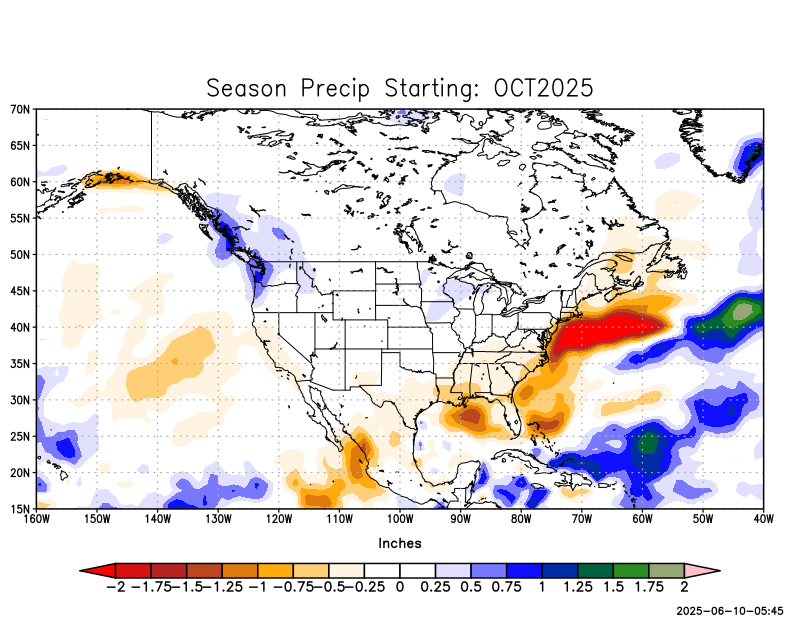 Season Precip Starting: OCT2025
70N
65N
60N
55N
50N
45N
40N
35N
30N
25N
20N
15N
160W 150W 140W 130W 120W 110W 100W 90W 80W 70W 60W 50W 40W
Inches
−2 −1.75 −1.5 −1.25 −1 −0.75 −0.5 −0.25 0 0.25 0.5 0.75 1 1.25 1.5 1.75 2
2025−06−10−05:45